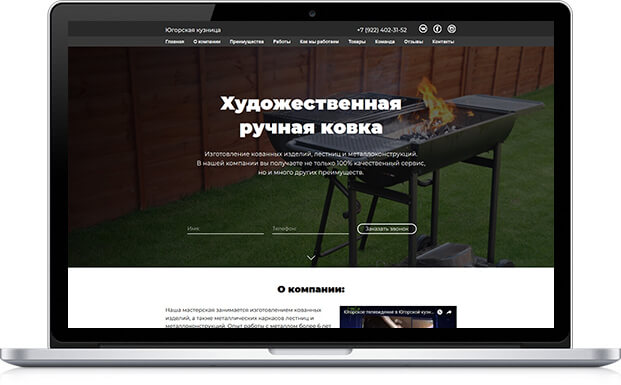 Югорская кузница
+7 (922) 402-31-52
Главная О компании Преимущества Работы Как мы работаем Товары Команда Отзывы Контакты
Художественная
ручная ковка
Изготовление кованных изделий, лестниц и металлоконструкций.
В нашей компании вы получаете не только 100% качественный сервис,
но и много других преимуществ.
Имя: Телефон: Заказать звонок
О компании:
Наша мастерская занимается изготовлением кованных
изделий, а также металлических каркасов лестниц и
металлоконструкций. Опыт работы с металлом более 6 лет
Югорское телевидение в Югорской кузн...